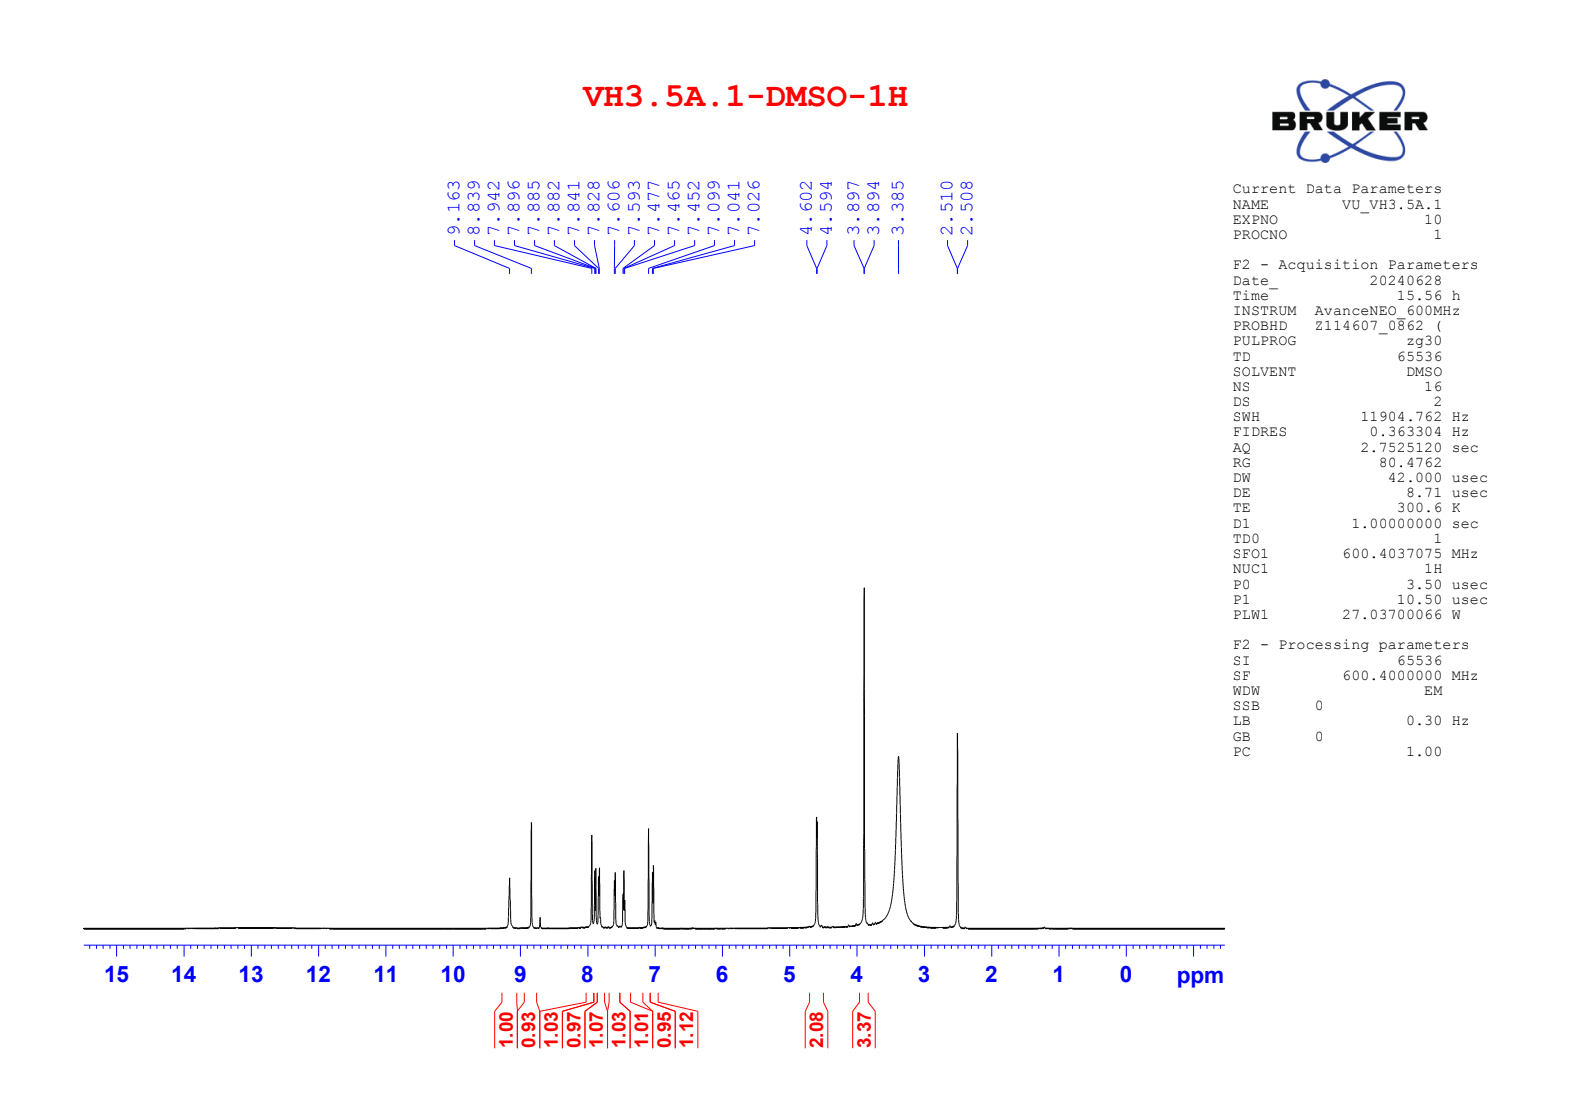 VH3.5A.1-DMSO-1H
BRUKER
9.163
8.839
7.942
7.896
7.885
7.882
7.841
7.828
7.606
7.593
7.477
7.465
7.452
7.099
7.041
7.026
4.602
4.594
3.897
3.894
3.385
2.510
2.508
Current Data Parameters
NAME VU_VH3.5A.1
EXPNO 10
PROCNO 1
F2 - Acquisition Parameters
Date_ 20240628
Time 15.56 h
INSTRUM AvanceNEO_600MHz
PROBHD Z114607_0862 (
PULPROG zg30
TD 65536
SOLVENT DMSO
NS 16
DS 2
SWH 11904.762 Hz
FIDRES 0.363304 Hz
AQ 2.7525120 sec
RG 80.4762
DW 42.000 usec
DE 8.71 usec
TE 300.6 K
D1 1.00000000 sec
TD0 1
SFO1 600.4037075 MHz
NUC1 1H
P0 3.50 usec
P1 10.50 usec
PLW1 27.03700066 W
F2 - Processing parameters
SI 65536
SF 600.4000000 MHz
WDW EM
SSB 0
LB 0.30 Hz
GB 0
PC 1.00
15 14 13 12 11 10 9 8 7 6 5 4 3 2 1 0 ppm
1.00
0.93
1.03
0.97
1.07
1.03
1.01
0.95
1.12
2.08
3.37